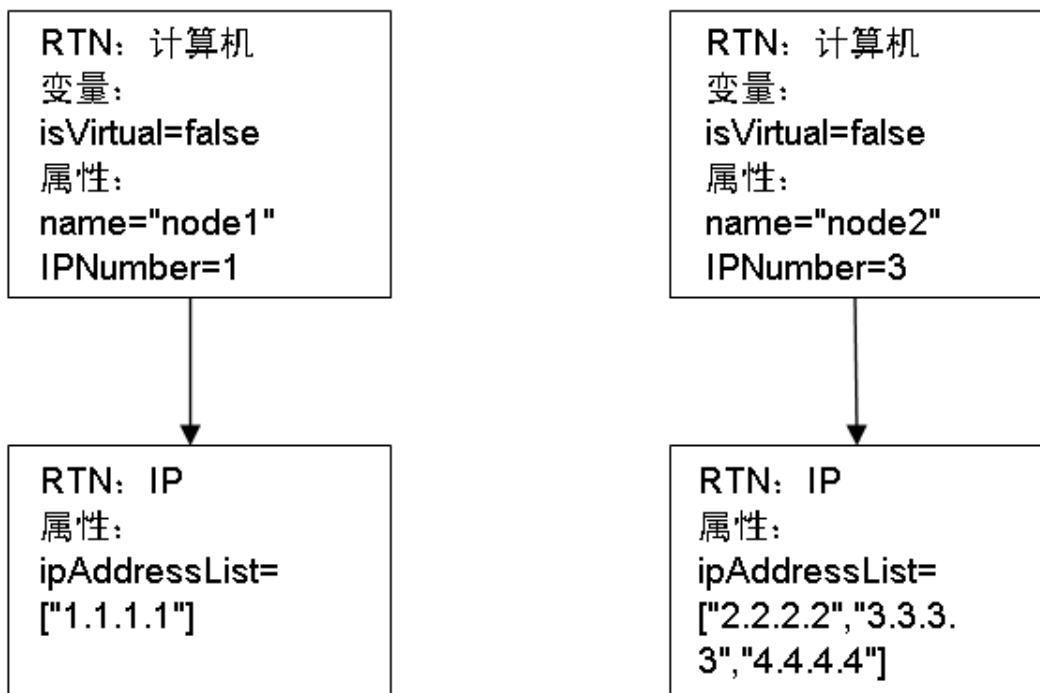 RTN：计算机
变量：
isVirtual=false
属性：
name="node1"
IPNumber=1
RTN：计算机
变量：
isVirtual=false
属性：
name="node2"
IPNumber=3
RTN：IP
属性：
ipAddressList=
["1.1.1.1"]
RTN：IP
属性：
ipAddressList=
["2.2.2.2","3.3.3.
3","4.4.4.4"]